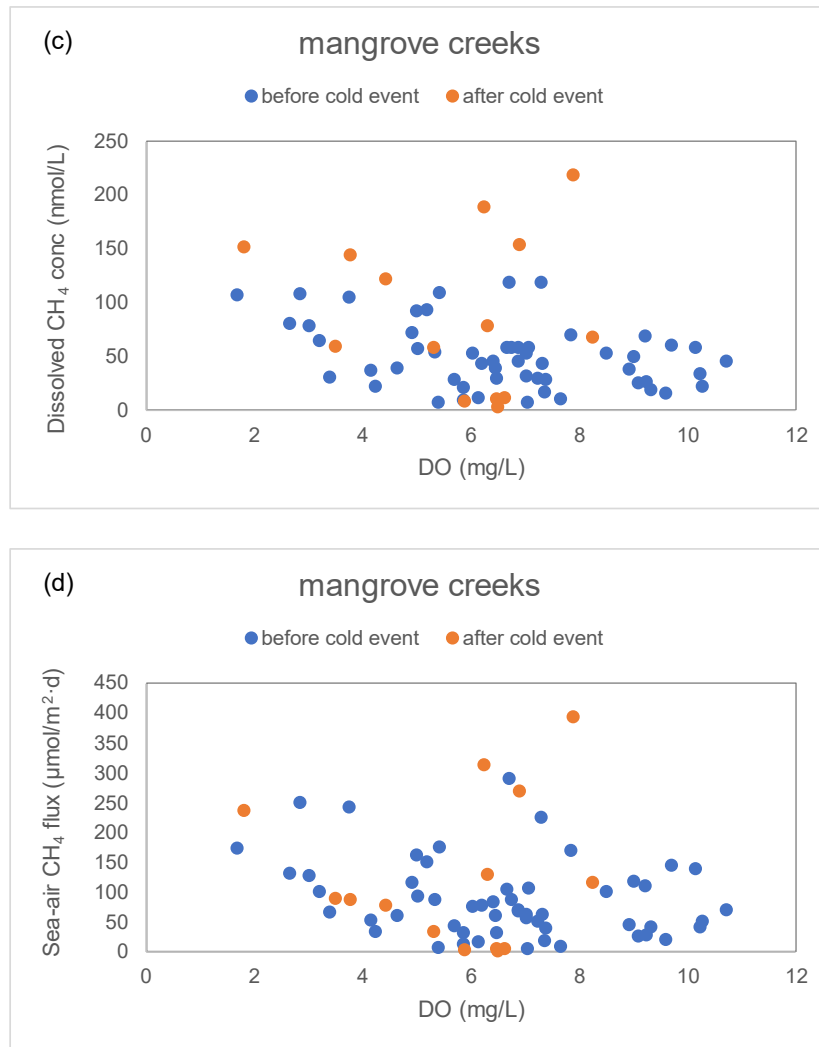 (c)
mangrove creeks
before cold event after cold event
Dissolved CH₄ conc (nmol/L)
250
200
150
100
50
0
0 2 4 6 8 10 12
DO (mg/L)
(d)
mangrove creeks
before cold event after cold event
Sea-air CH₄ flux (µmol/m²·d)
450
400
350
300
250
200
150
100
50
0
0 2 4 6 8 10 12
DO (mg/L)